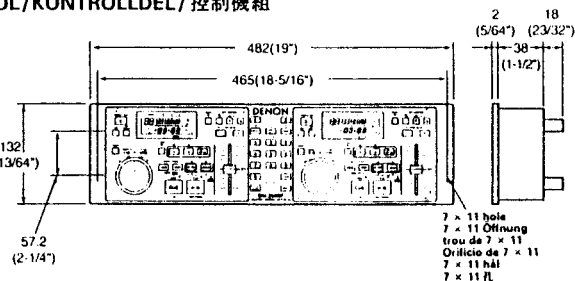 OL/KONTROLLDEL/控制機組
482(19")
465(18-5/16")
2
(5/64")
18
(23/32")
38
(1-1/2")
132
13/64")
57.2
(2-1/4")
DENON
7 × 11 hole
7 × 11 Öffnung
trou de 7 × 11
Orificio de 7 × 11
7 × 11 hål
7 × 11 孔